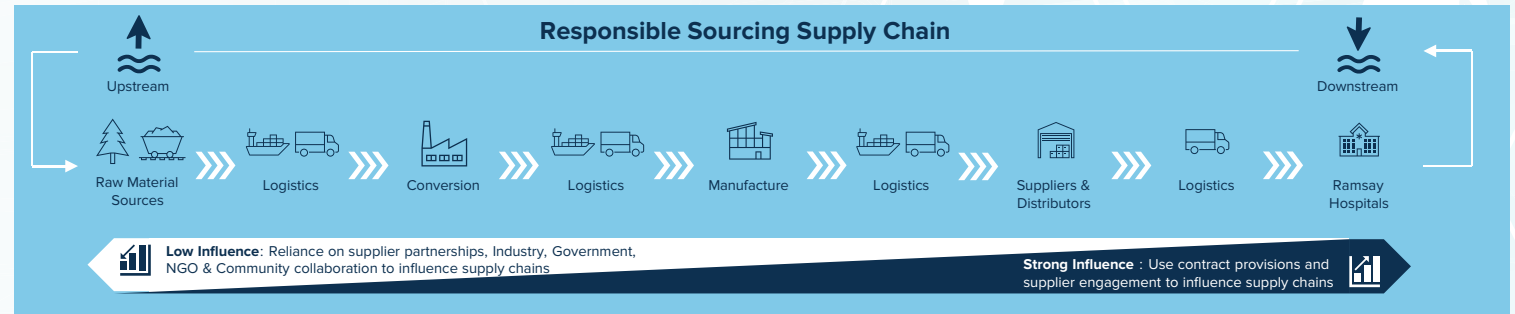 Responsible Sourcing Supply Chain
Upstream
Downstream
Raw Material
Sources
Logistics
Conversion
Logistics
Manufacture
Logistics
Suppliers &
Distributors
Logistics
Ramsay
Hospitals
Low Influence: Reliance on supplier partnerships, Industry, Government,
NGO & Community collaboration to influence supply chains
Strong Influence : Use contract provisions and
supplier engagement to influence supply chains